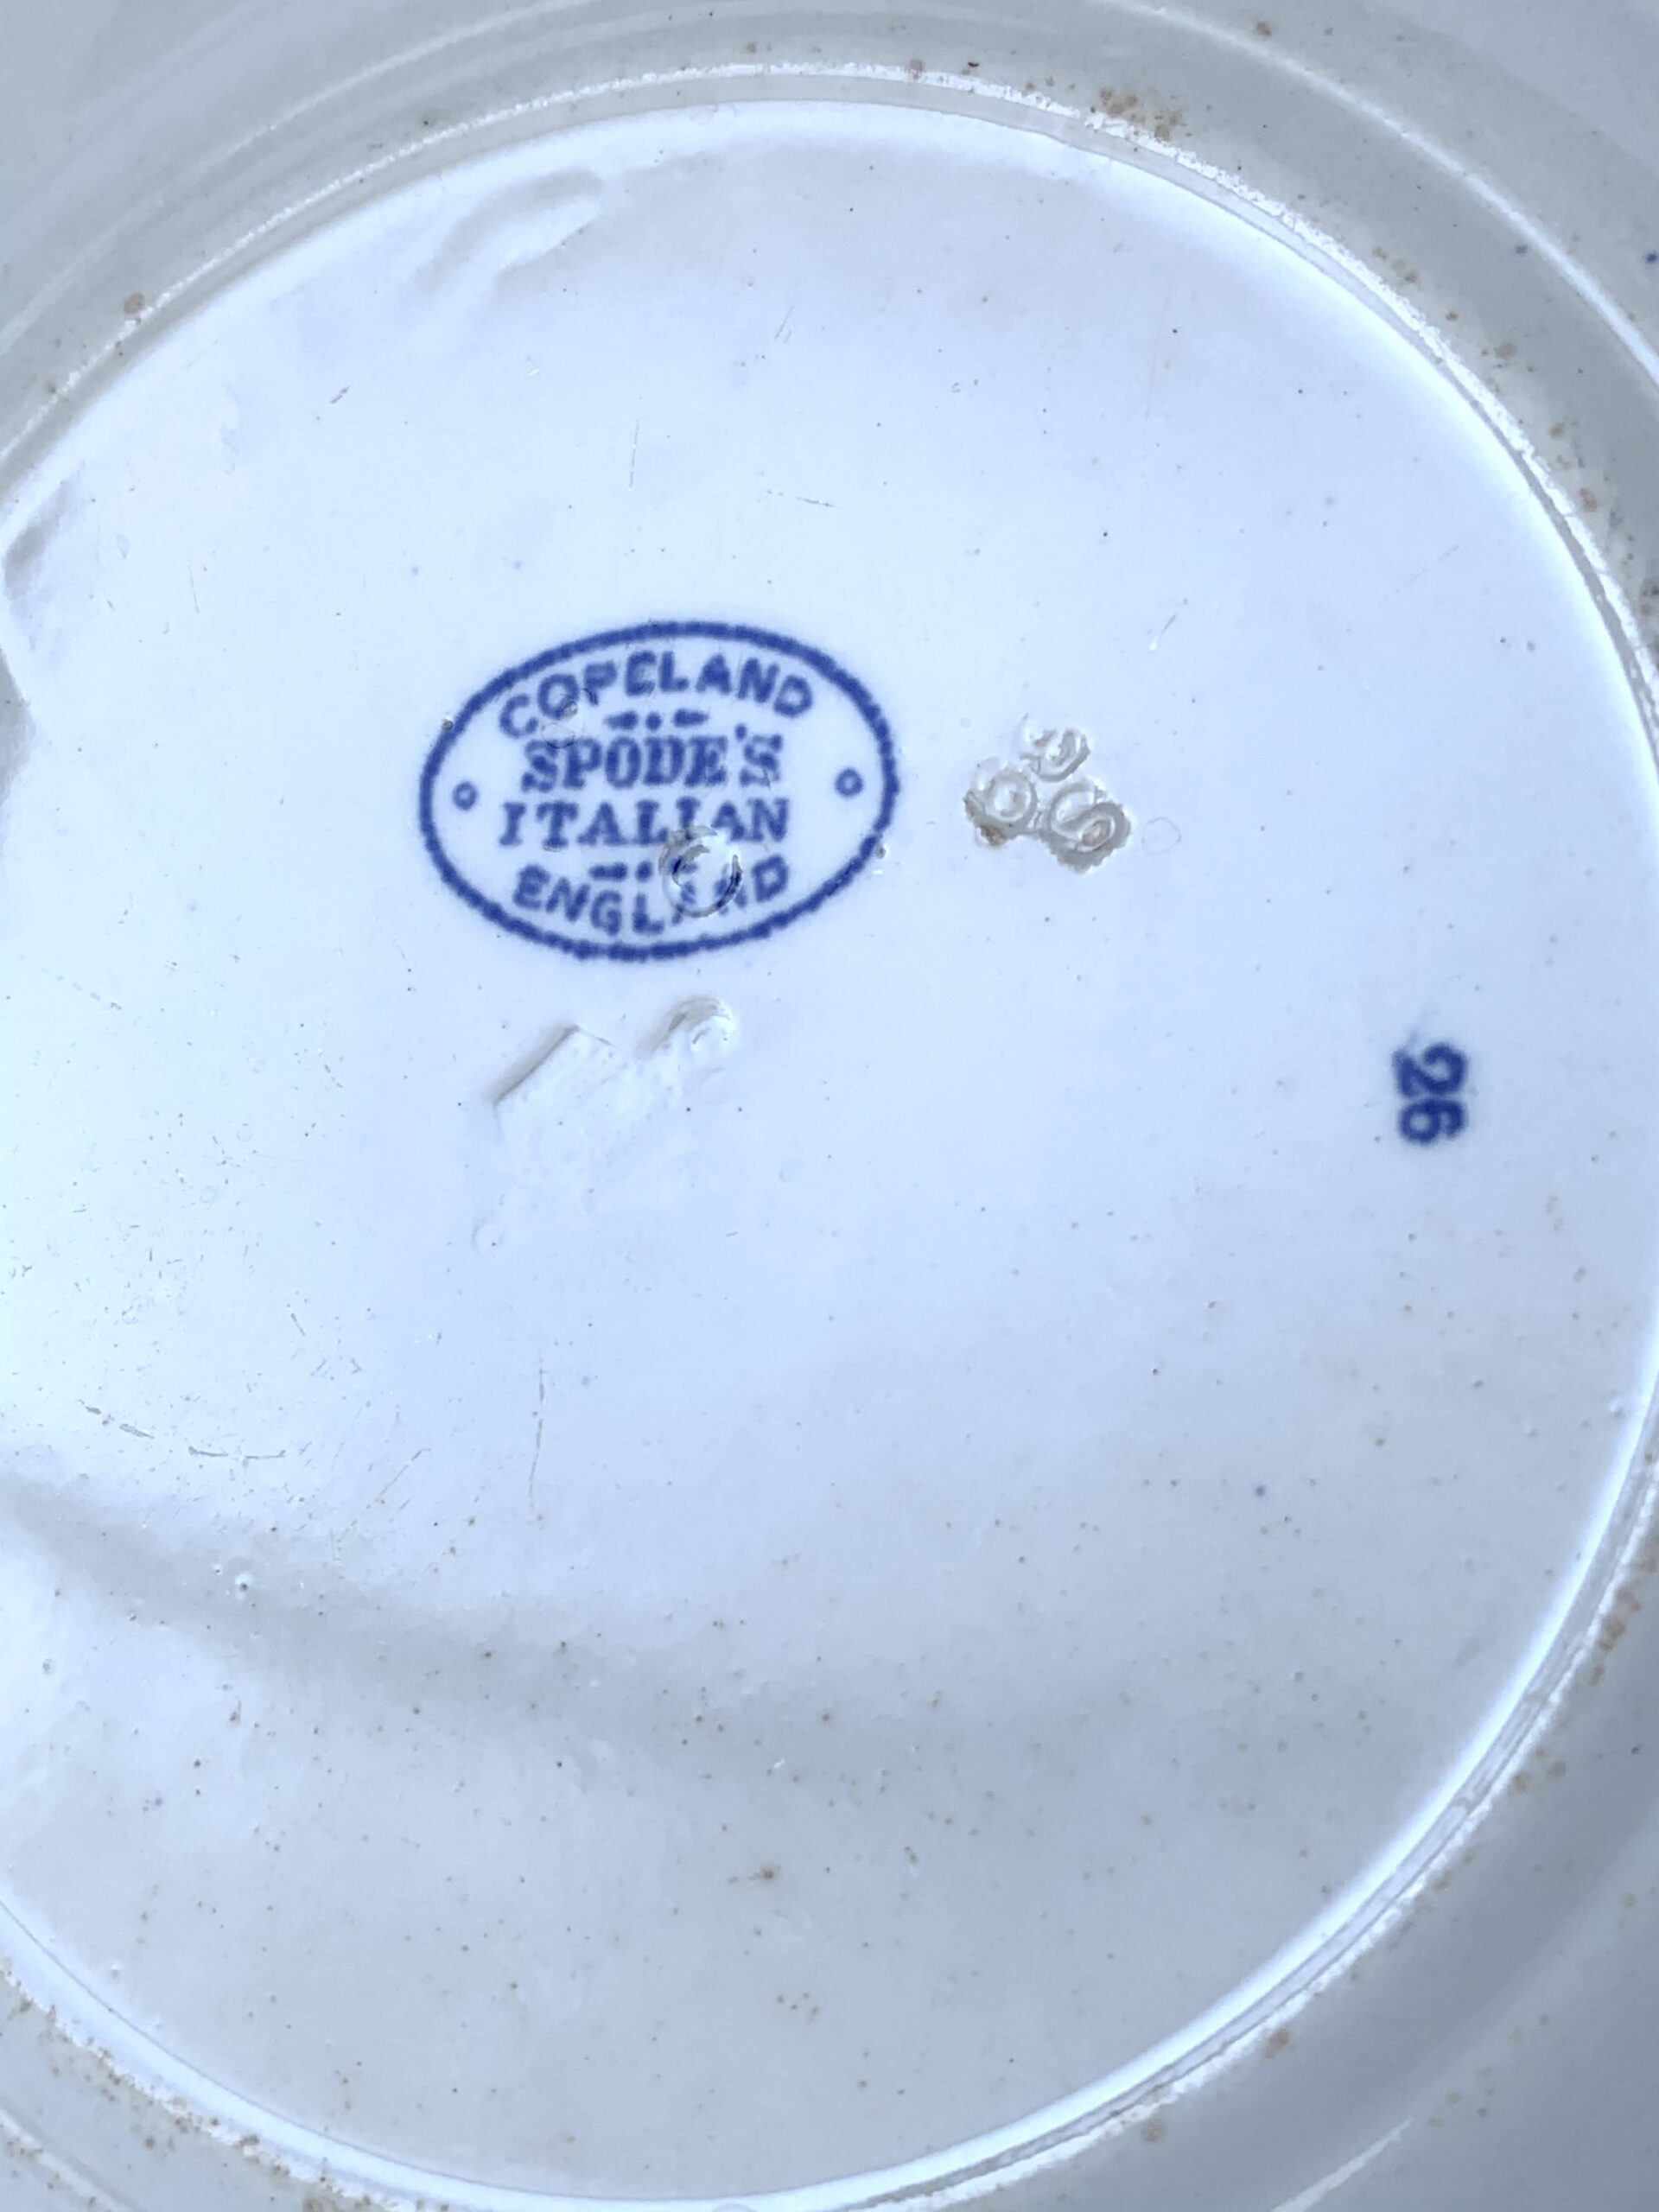 COPELAND
SPODE'S
ITALIAN
ENGLAND
26